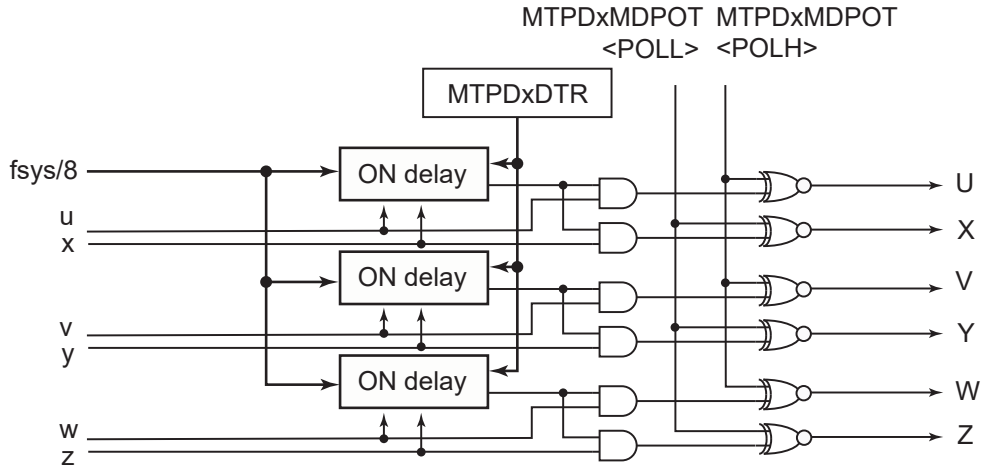 MTPDxMDPOT MTPDxMDPOT
<POLL> <POLH>
MTPDxDTR
fsys/8
ON delay
U
u
x
X
ON delay
V
v
y
Y
ON delay
W
w
z
Z